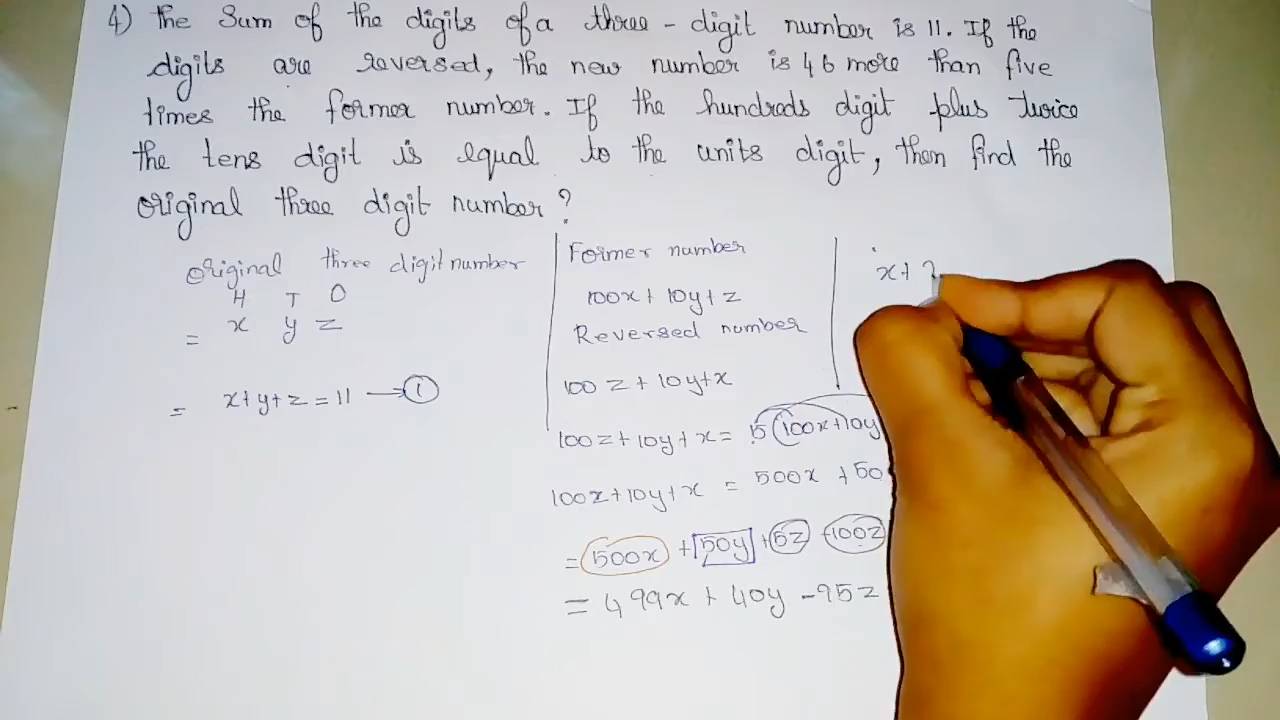 4) The Sum of the digits of a three-digit number is 11. If the
digits are reversed, the new number is 46 more than five
times the former number. If the hundreds digit plus twice
the tens digit is equal to the units digit, then find the
original three digit number?
original three digit number
H T O
= x y z
= x+y+z=11 → ①
Former number
100x+10y+z
Reversed number
100z+10y+x
100z+10y+x= 5(100x+10y
100z+10y+x = 500x +50
=500x +50y +5z -100z
= 499x + 40y -95z
x+2